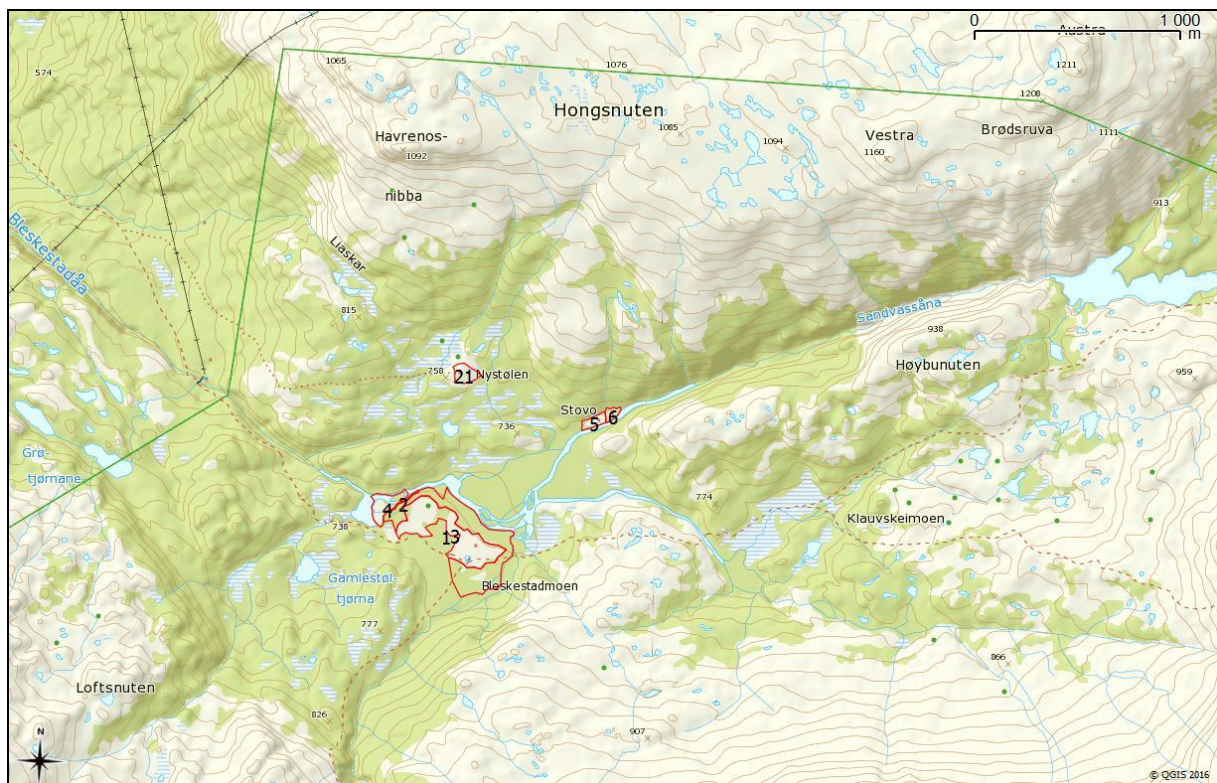 0 1 000
m
Austra
574
1065
1076
1211
1208
Hongsnuten
Havrenos-
1092
nibba
1085
1094
Vestra
1160
Brødsruva
1111
913
Bleskestadåa
Liaskar
815
Sandvassåna
938
Høybunuten
959
758
21
Nystølen
Stovo
5
6
736
Grø-
tjørnane
4
2
738
13
774
Klauvskeimoen
Gamlestøl-
tjørna
Bleskestadmoen
777
866
Loftsnuten
826
907
N
© QGIS 2016